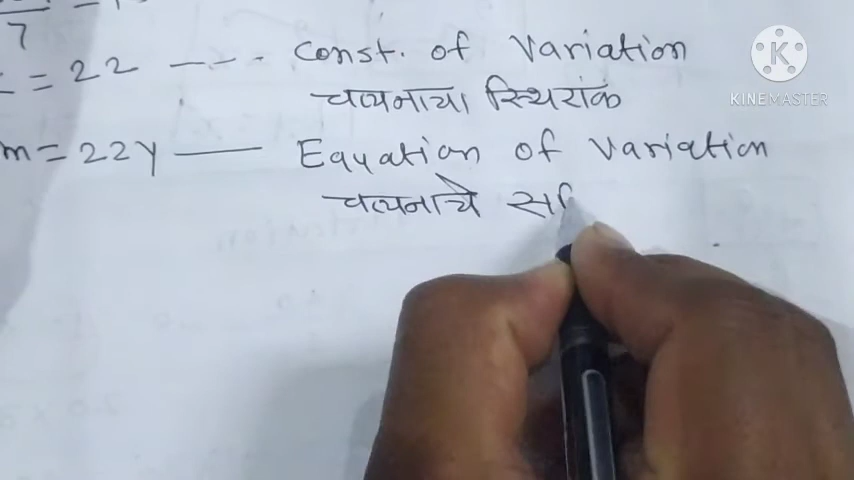 7
= 22 --- Const. of Variation
चलनाचा स्थिरांक
m = 22y — Equation of Variation
चलनाचे
KINEMASTER